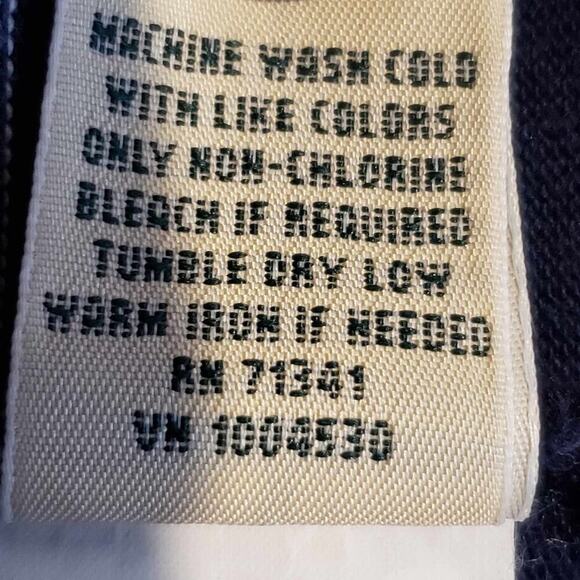 MACHINE WASH COLD
WITH LIKE COLORS
ONLY NON-CHLORINE
BLEACH IF REQUIRED
TUMBLE DRY LOW
WARM IRON IF NEEDED
RN 71341
VN 1004530